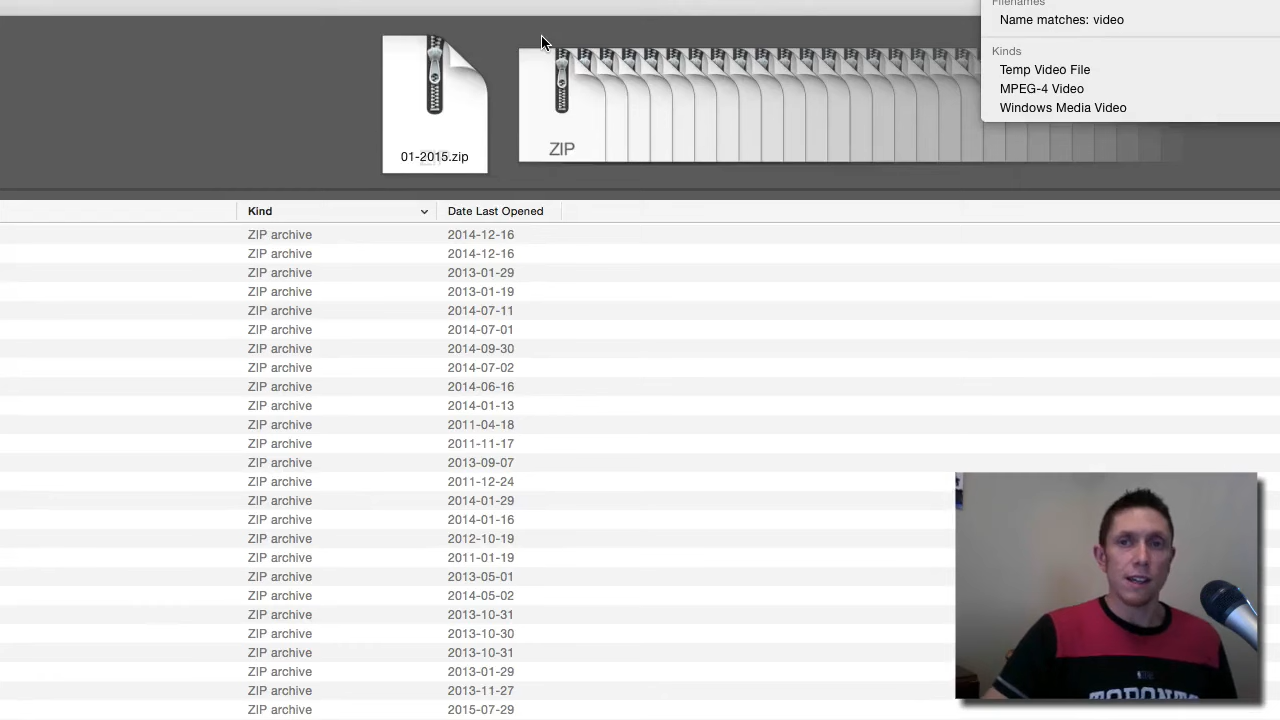 Filenames
Name matches: video
Kinds
Temp Video File
MPEG-4 Video
Windows Media Video
01-2015.zip
ZIP
Kind
Date Last Opened
ZIP archive 2014-12-16
ZIP archive 2014-12-16
ZIP archive 2013-01-29
ZIP archive 2013-01-19
ZIP archive 2014-07-11
ZIP archive 2014-07-01
ZIP archive 2014-09-30
ZIP archive 2014-07-02
ZIP archive 2014-06-16
ZIP archive 2014-01-13
ZIP archive 2011-04-18
ZIP archive 2011-11-17
ZIP archive 2013-09-07
ZIP archive 2011-12-24
ZIP archive 2014-01-29
ZIP archive 2014-01-16
ZIP archive 2012-10-19
ZIP archive 2011-01-19
ZIP archive 2013-05-01
ZIP archive 2014-05-02
ZIP archive 2013-10-31
ZIP archive 2013-10-30
ZIP archive 2013-10-31
ZIP archive 2013-01-29
ZIP archive 2013-11-27
ZIP archive 2015-07-29
TORONTO